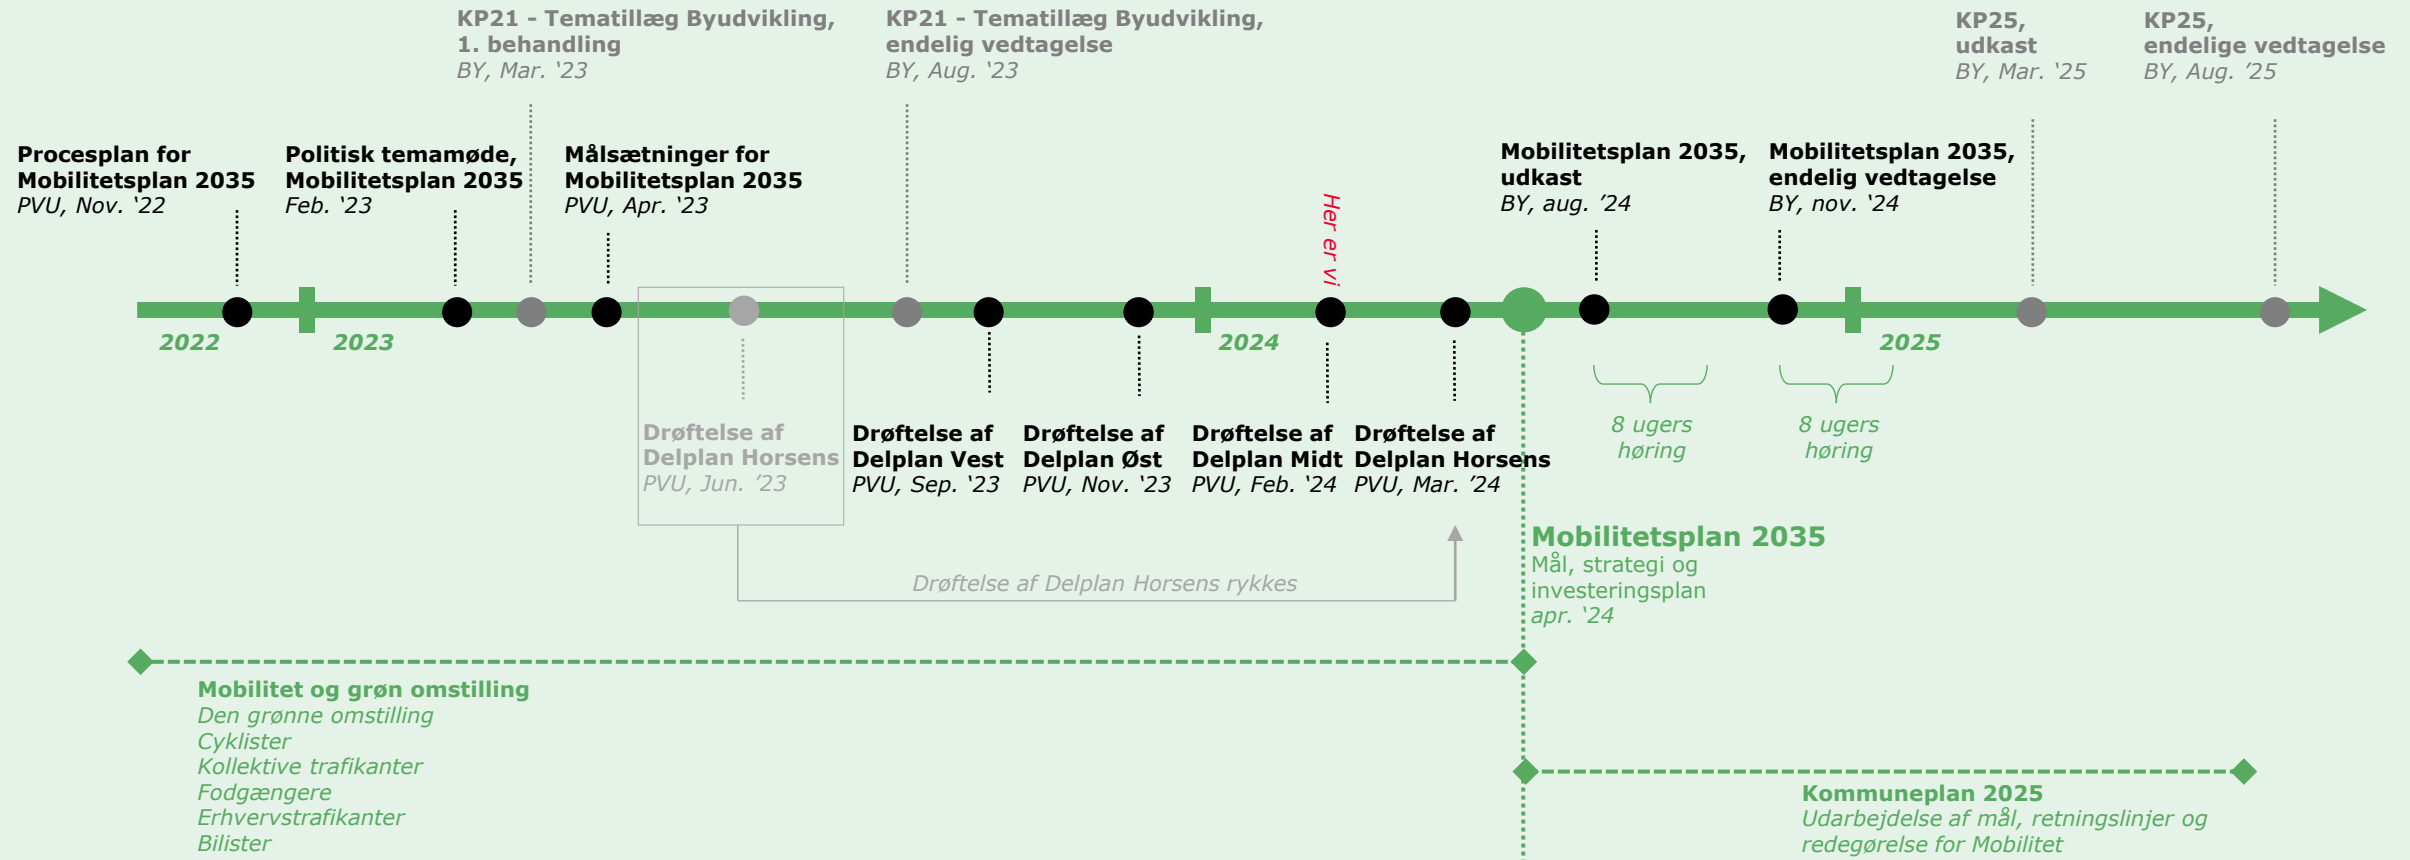 KP21 - Tematillæg Byudvikling,
1. behandling
BY, Mar. ‘23
KP21 - Tematillæg Byudvikling,
endelig vedtagelse
BY, Aug. ‘23
KP25,
udkast
BY, Mar. ‘25
KP25,
endelige vedtagelse
BY, Aug. ’25
Procesplan for
Mobilitetsplan 2035
PVU, Nov. ‘22
Politisk temamøde,
Mobilitetsplan 2035
Feb. ‘23
Målsætninger for
Mobilitetsplan 2035
PVU, Apr. ‘23
Her er vi
Mobilitetsplan 2035,
udkast
BY, aug. ’24
Mobilitetsplan 2035,
endelig vedtagelse
BY, nov. ‘24
2022
2023
2024
2025
Drøftelse af
Delplan Horsens
PVU, Jun. ’23
Drøftelse af
Delplan Vest
PVU, Sep. ‘23
Drøftelse af
Delplan Øst
PVU, Nov. ‘23
Drøftelse af
Delplan Midt
PVU, Feb. ‘24
Drøftelse af
Delplan Horsens
PVU, Mar. ’24
8 ugers
høring
8 ugers
høring
Drøftelse af Delplan Horsens rykkes
Mobilitetsplan 2035
Mål, strategi og
investeringsplan
apr. ‘24
Mobilitet og grøn omstilling
Den grønne omstilling
Cyklister
Kollektive trafikanter
Fodgængere
Erhvervstrafikanter
Bilister
Kommuneplan 2025
Udarbejdelse af mål, retningslinjer og
redegørelse for Mobilitet